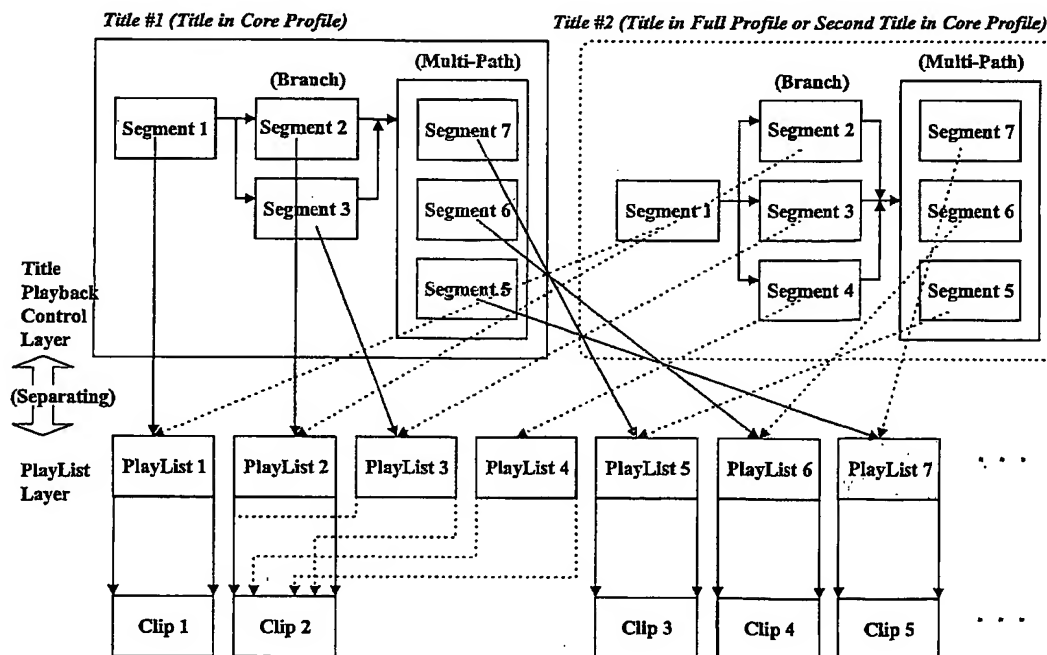 Title #1 (Title in Core Profile)
Title #2 (Title in Full Profile or Second Title in Core Profile)
(Multi-Path)
(Branch)
Segment 1
Segment 2
Segment 3
Segment 7
Segment 6
Segment 5
(Multi-Path)
(Branch)
Segment 1
Segment 2
Segment 3
Segment 4
Segment 7
Segment 6
Segment 5
Title
Playback
Control
Layer
(Separating)
PlayList
Layer
PlayList 1
PlayList 2
PlayList 3
PlayList 4
PlayList 5
PlayList 6
PlayList 7
. . .
Clip 1
Clip 2
Clip 3
Clip 4
Clip 5
. . .